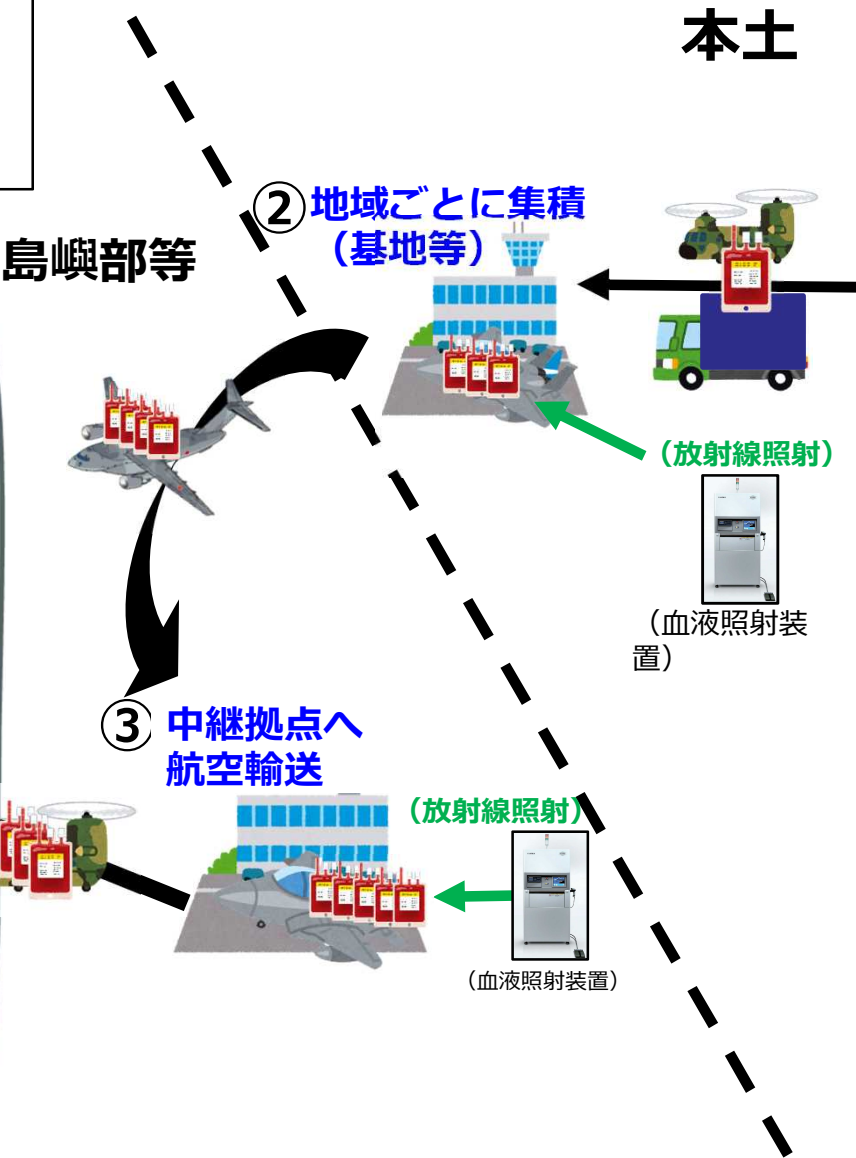 本土
②地域ごとに集積
（基地等）
島嶼部等
（放射線照射）
（血液照射装
置）
③ 中継拠点へ
航空輸送
（放射線照射）
（血液照射装置）